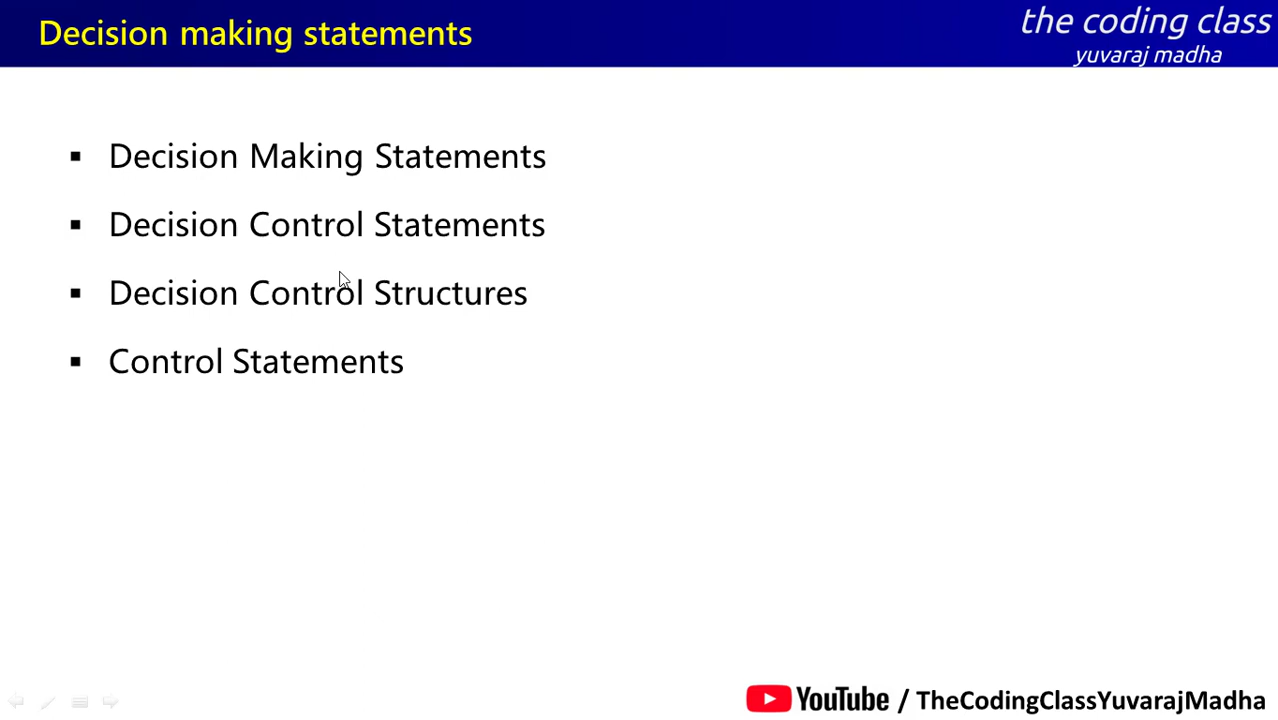 Decision making statements
the coding class
yuvaraj madha
▪ Decision Making Statements
▪ Decision Control Statements
▪ Decision Control Structures
▪ Control Statements
YouTube / TheCodingClassYuvarajMadha